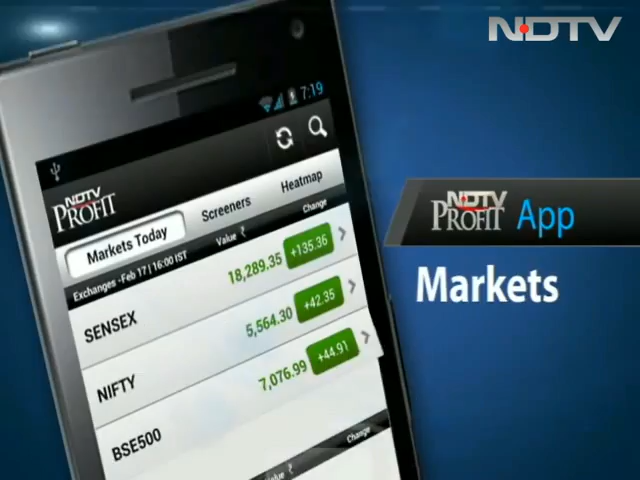 NDTV
7:19
NDTV
PROFIT
Markets Today
Screeners
Heatmap
Exchanges -Feb 17 | 16:00 IST
Value ₹
Change
SENSEX
18,289.35
+135.36
NIFTY
5,564.30
+42.35
BSE500
7,076.99
+44.91
Value ₹
Change
NDTV
PROFIT App
Markets